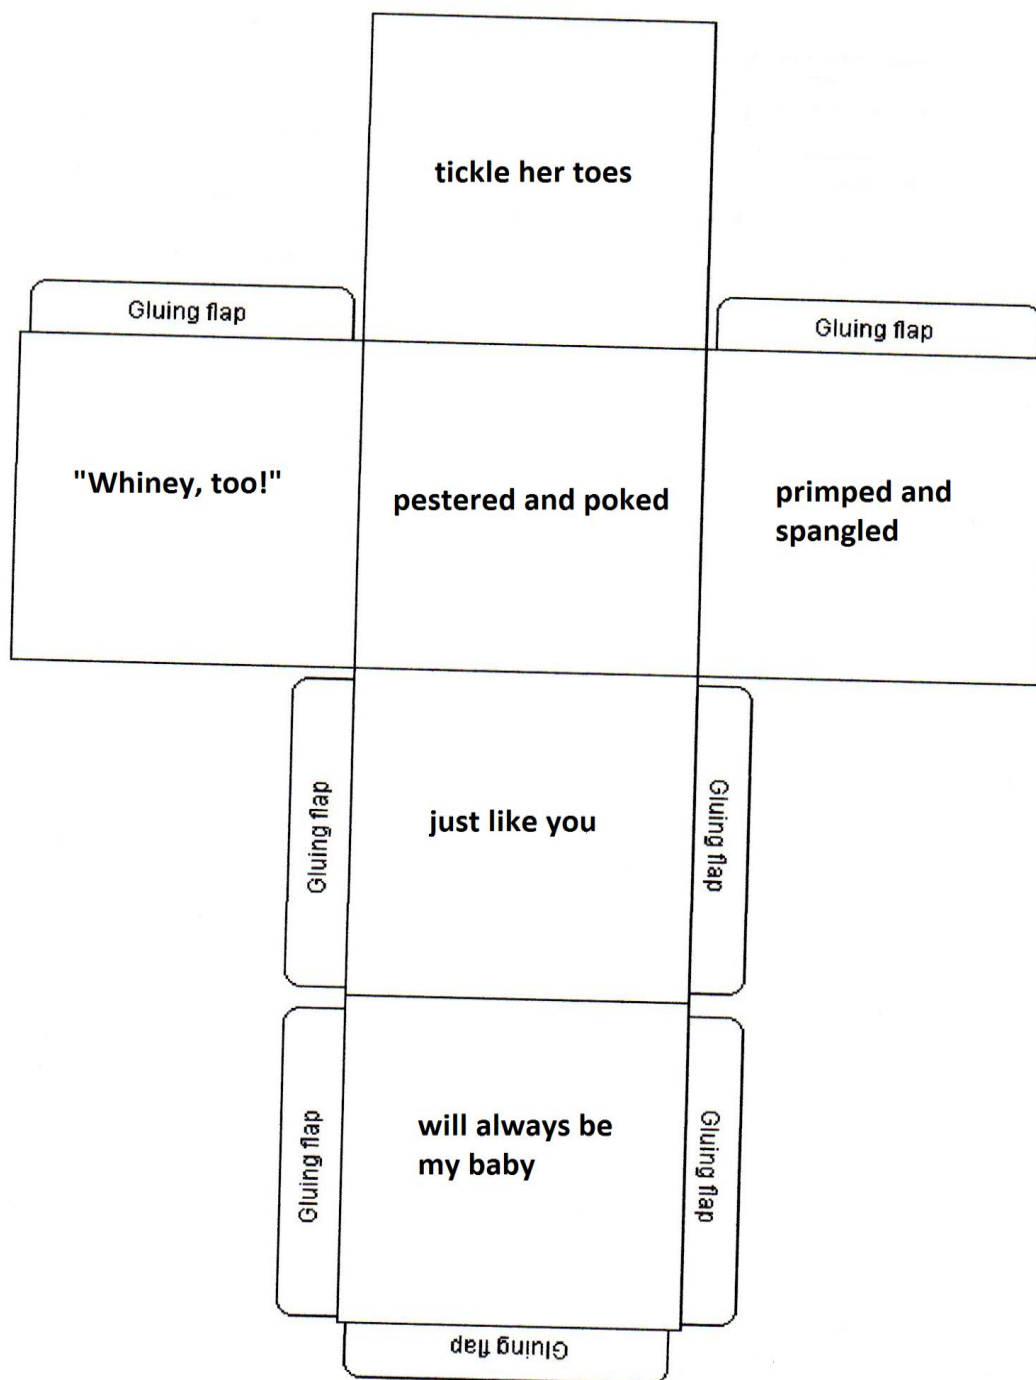 tickle her toes
Gluing flap
Gluing flap
"Whiney, too!"
pestered and poked
primped and
spangled
Gluing flap
just like you
Gluing flap
Gluing flap
will always be
my baby
Gluing flap
Gluing flap